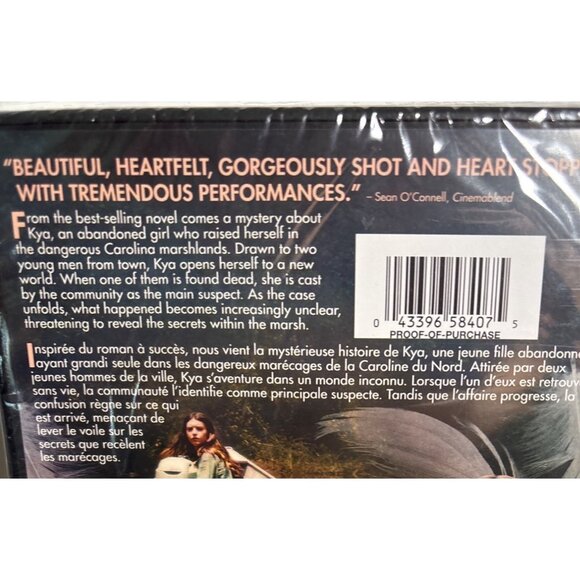 "BEAUTIFUL, HEARTFELT, GORGEOUSLY SHOT AND HEART STOPP
WITH TREMENDOUS PERFORMANCES."
– Sean O'Connell, Cinemablend
From the best-selling novel comes a mystery about
Kya, an abandoned girl who raised herself in
the dangerous Carolina marshlands. Drawn to two
young men from town, Kya opens herself to a new
world. When one of them is found dead, she is cast
by the community as the main suspect. As the case
unfolds, what happened becomes increasingly unclear,
threatening to reveal the secrets within the marsh.
0 43396 58407 5
PROOF-OF-PURCHASE
Inspirée du roman à succès, nous vient la mystérieuse histoire de Kya, une jeune fille abandonn
ayant grandi seule dans les dangereux marécages de la Caroline du Nord. Attirée par deux
jeunes hommes de la ville, Kya s'aventure dans un monde inconnu. Lorsque l'un d'eux est retrouv
sans vie, la communauté l'identifie comme principale suspecte. Tandis que l'affaire progresse, la
confusion règne sur ce qui
est arrivé, menaçant de
lever le voile sur les
secrets que recèlent
les marécages.